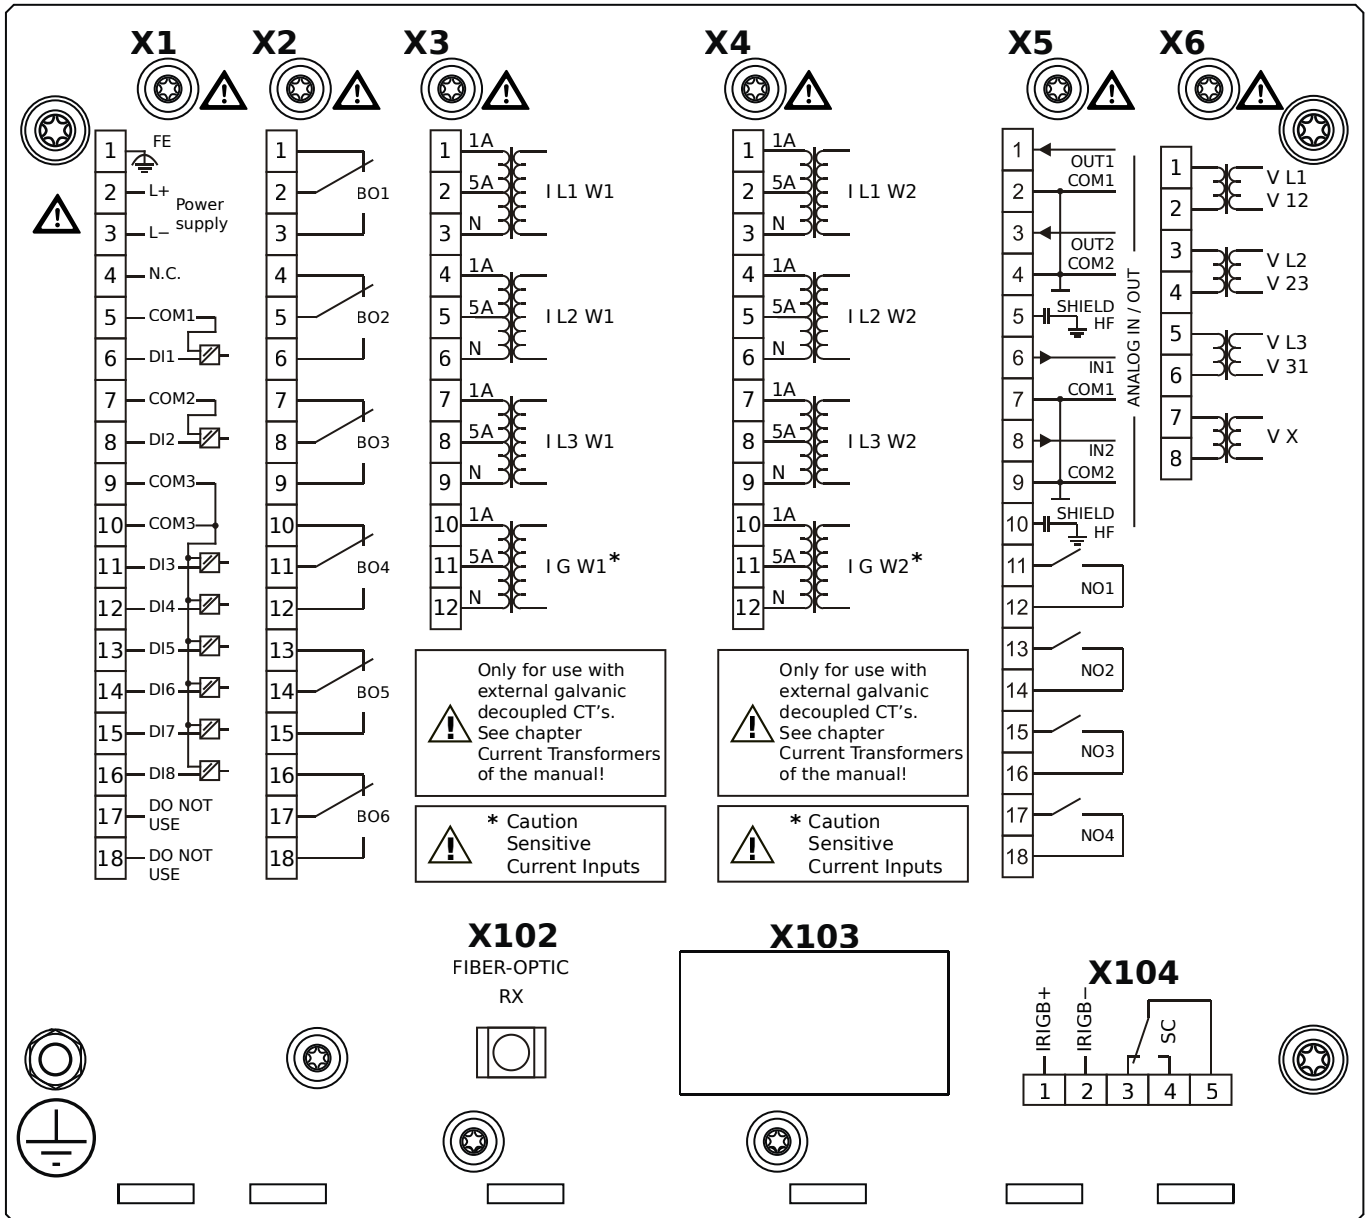 X1
X2
X3
X4
X5
X6
1
FE
2
L+
Power
supply
3
L−
4
N.C.
5
COM1
6
DI1
7
COM2
8
DI2
9
COM3
10
COM3
11
DI3
12
DI4
13
DI5
14
DI6
15
DI7
16
DI8
17
DO NOT
USE
18
DO NOT
USE
1
2
BO1
3
4
5
BO2
6
7
8
BO3
9
10
11
BO4
12
13
14
BO5
15
16
17
BO6
18
1
1A
2
5A
I L1 W1
3
N
4
1A
5
5A
I L2 W1
6
N
7
1A
8
5A
I L3 W1
9
N
10
1A
11
5A
I G W1*
12
N
Only for use with
external galvanic
decoupled CT's.
See chapter
Current Transformers
of the manual!
* Caution
Sensitive
Current Inputs
1
1A
2
5A
I L1 W2
3
N
4
1A
5
5A
I L2 W2
6
N
7
1A
8
5A
I L3 W2
9
N
10
1A
11
5A
I G W2*
12
N
Only for use with
external galvanic
decoupled CT's.
See chapter
Current Transformers
of the manual!
* Caution
Sensitive
Current Inputs
1
OUT1
2
COM1
3
OUT2
4
COM2
5
SHIELD
HF
6
IN1
7
COM1
8
IN2
9
COM2
10
SHIELD
HF
ANALOG IN / OUT
11
NO1
12
13
NO2
14
15
NO3
16
17
NO4
18
1
V L1
2
V 12
3
V L2
4
V 23
5
V L3
6
V 31
7
V X
8
X102
FIBER-OPTIC
RX
X103
X104
IRIGB+
IRIGB−
SC
1
2
3
4
5